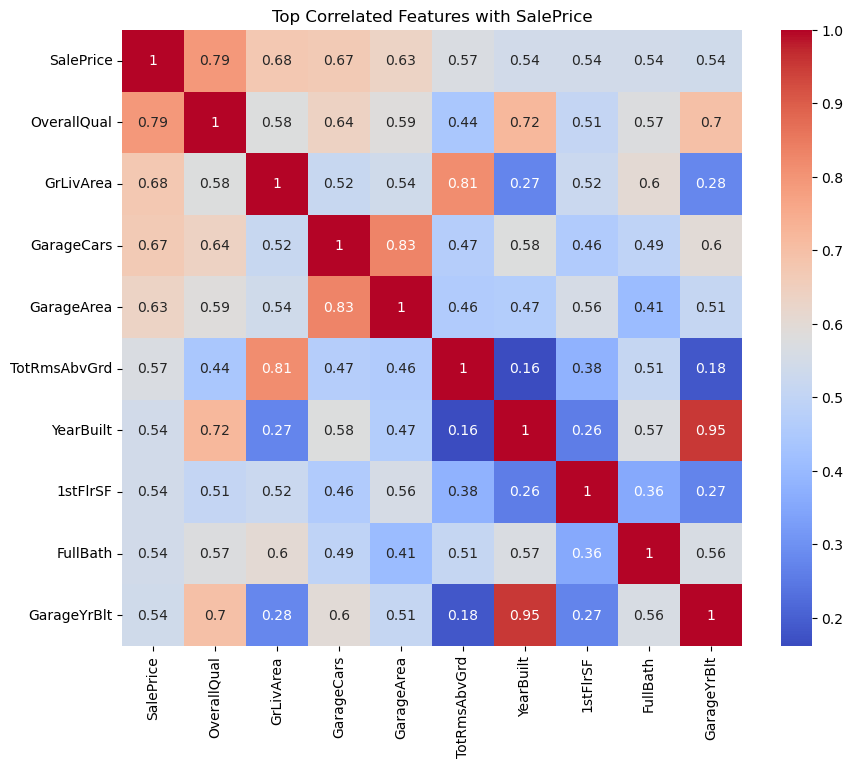 Top Correlated Features with SalePrice
SalePrice 1 0.79 0.68 0.67 0.63 0.57 0.54 0.54 0.54 0.54
OverallQual 0.79 1 0.58 0.64 0.59 0.44 0.72 0.51 0.57 0.7
GrLivArea 0.68 0.58 1 0.52 0.54 0.81 0.27 0.52 0.6 0.28
GarageCars 0.67 0.64 0.52 1 0.83 0.47 0.58 0.46 0.49 0.6
GarageArea 0.63 0.59 0.54 0.83 1 0.46 0.47 0.56 0.41 0.51
TotRmsAbvGrd 0.57 0.44 0.81 0.47 0.46 1 0.16 0.38 0.51 0.18
YearBuilt 0.54 0.72 0.27 0.58 0.47 0.16 1 0.26 0.57 0.95
1stFlrSF 0.54 0.51 0.52 0.46 0.56 0.38 0.26 1 0.36 0.27
FullBath 0.54 0.57 0.6 0.49 0.41 0.51 0.57 0.36 1 0.56
GarageYrBlt 0.54 0.7 0.28 0.6 0.51 0.18 0.95 0.27 0.56 1
SalePrice OverallQual GrLivArea GarageCars GarageArea TotRmsAbvGrd YearBuilt 1stFlrSF FullBath GarageYrBlt
1.0
0.9
0.8
0.7
0.6
0.5
0.4
0.3
0.2